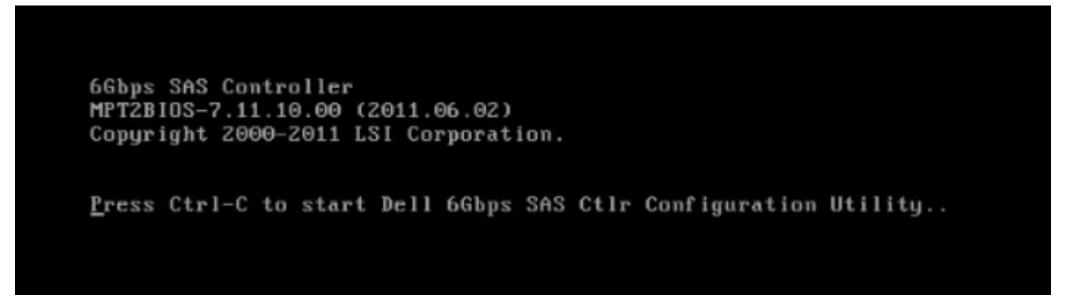 6Gbps SAS Controller
MPT2BIOS-7.11.10.00 (2011.06.02)
Copyright 2000-2011 LSI Corporation.
Press Ctrl-C to start Dell 6Gbps SAS Ctlr Configuration Utility..